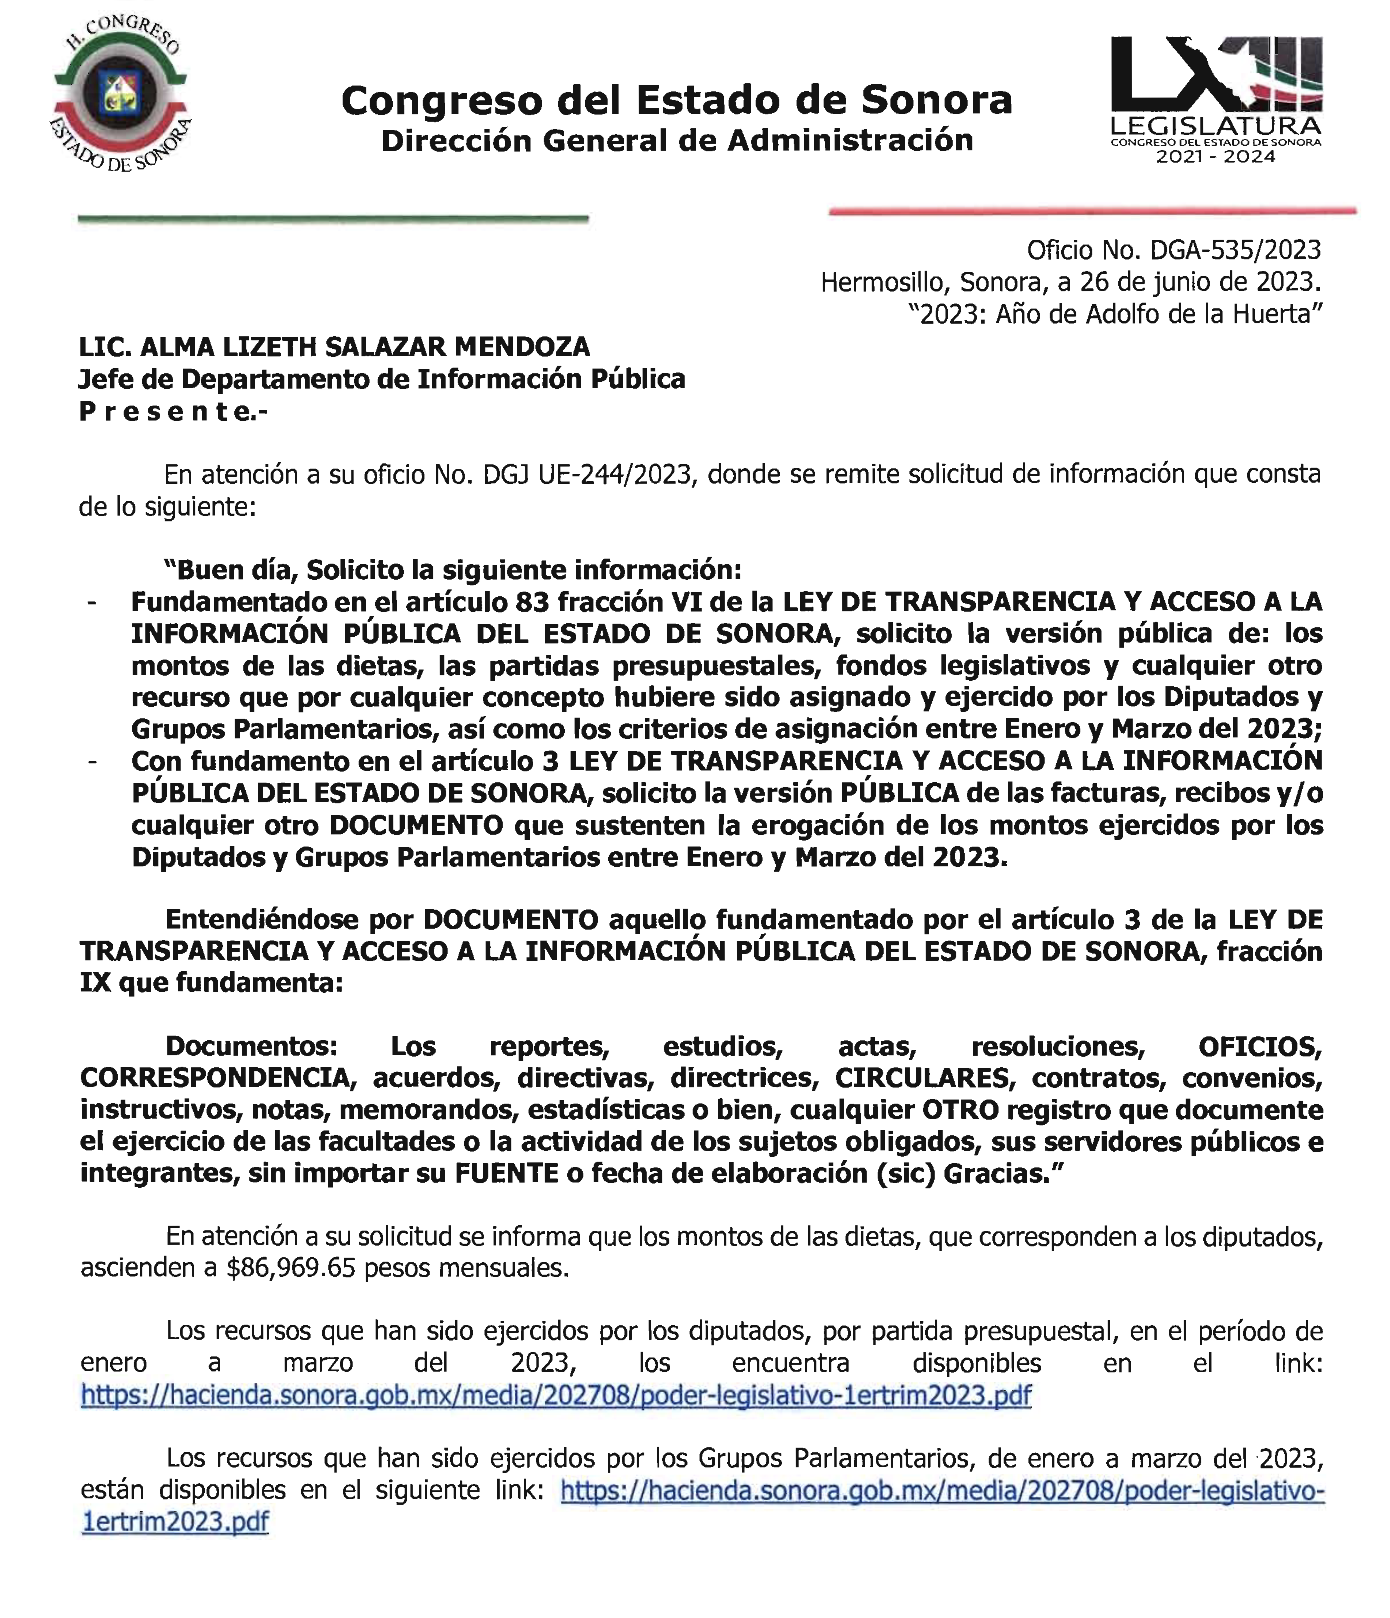 H. CONGRESO
ESTADO DE SONORA
Congreso del Estado de Sonora
Dirección General de Administración
LXIII
LEGISLATURA
CONGRESO DEL ESTADO DE SONORA
2021 - 2024
Oficio No. DGA-535/2023
Hermosillo, Sonora, a 26 de junio de 2023.
"2023: Año de Adolfo de la Huerta"
LIC. ALMA LIZETH SALAZAR MENDOZA
Jefe de Departamento de Información Pública
P r e s e n t e.-
En atención a su oficio No. DGJ UE-244/2023, donde se remite solicitud de información que consta
de lo siguiente:
"Buen día, Solicito la siguiente información:
- Fundamentado en el artículo 83 fracción VI de la LEY DE TRANSPARENCIA Y ACCESO A LA
INFORMACIÓN PÚBLICA DEL ESTADO DE SONORA, solicito la versión pública de: los
montos de las dietas, las partidas presupuestales, fondos legislativos y cualquier otro
recurso que por cualquier concepto hubiere sido asignado y ejercido por los Diputados y
Grupos Parlamentarios, así como los criterios de asignación entre Enero y Marzo del 2023;
- Con fundamento en el artículo 3 LEY DE TRANSPARENCIA Y ACCESO A LA INFORMACIÓN
PÚBLICA DEL ESTADO DE SONORA, solicito la versión PÚBLICA de las facturas, recibos y/o
cualquier otro DOCUMENTO que sustenten la erogación de los montos ejercidos por los
Diputados y Grupos Parlamentarios entre Enero y Marzo del 2023.
Entendiéndose por DOCUMENTO aquello fundamentado por el artículo 3 de la LEY DE
TRANSPARENCIA Y ACCESO A LA INFORMACIÓN PÚBLICA DEL ESTADO DE SONORA, fracción
IX que fundamenta:
Documentos: Los reportes, estudios, actas, resoluciones, OFICIOS,
CORRESPONDENCIA, acuerdos, directivas, directrices, CIRCULARES, contratos, convenios,
instructivos, notas, memorandos, estadísticas o bien, cualquier OTRO registro que documente
el ejercicio de las facultades o la actividad de los sujetos obligados, sus servidores públicos e
integrantes, sin importar su FUENTE o fecha de elaboración (sic) Gracias."
En atención a su solicitud se informa que los montos de las dietas, que corresponden a los diputados,
ascienden a $86,969.65 pesos mensuales.
Los recursos que han sido ejercidos por los diputados, por partida presupuestal, en el período de
enero a marzo del 2023, los encuentra disponibles en el link:
https://hacienda.sonora.gob.mx/media/202708/poder-legislativo-1ertrim2023.pdf
Los recursos que han sido ejercidos por los Grupos Parlamentarios, de enero a marzo del 2023,
están disponibles en el siguiente link: https://hacienda.sonora.gob.mx/media/202708/poder-legislativo-
1ertrim2023.pdf